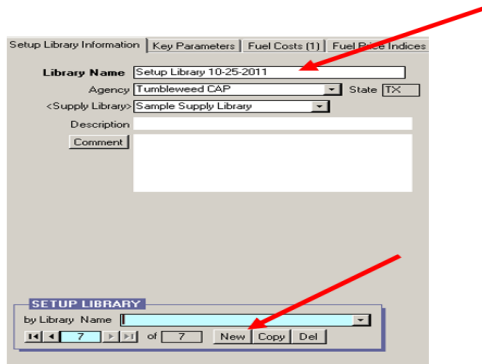 Setup Library Information Key Parameters Fuel Costs (1) Fuel Price Indices
Library Name Setup Library 10-25-2011
Agency Tumbleweed CAP State TX
<Supply Library> Sample Supply Library
Description
Comment
SETUP LIBRARY
by Library Name
7 of 7 New Copy Del